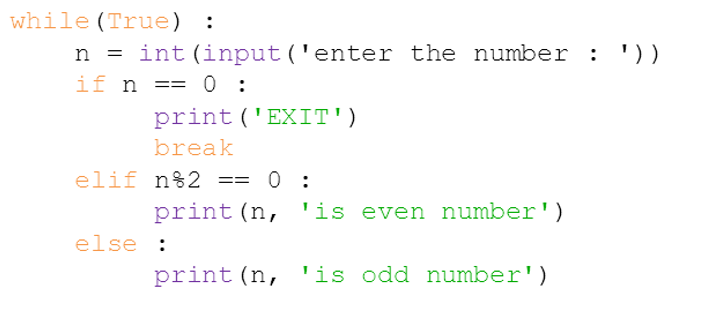 while(True) :
    n = int(input('enter the number : '))
    if n == 0 :
        print('EXIT')
        break
    elif n%2 == 0 :
        print(n, 'is even number')
    else :
        print(n, 'is odd number')